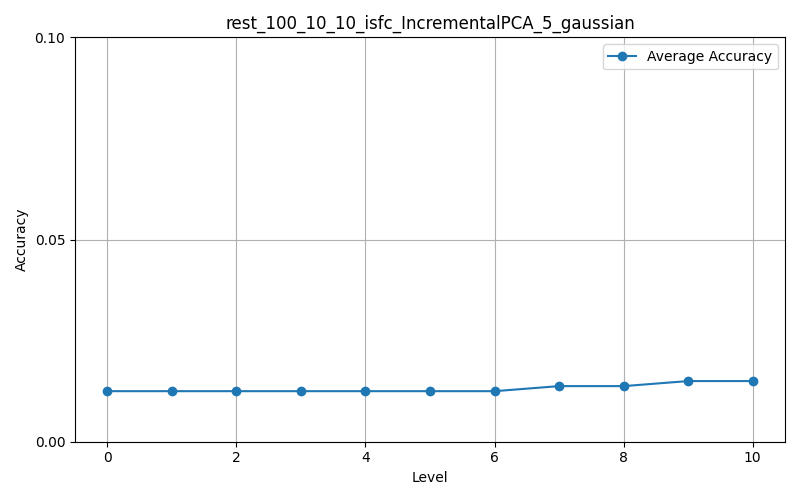 rest_100_10_10_isfc_IncrementalPCA_5_gaussian
Average Accuracy
0.10
0.05
0.00
Accuracy
0 2 4 6 8 10
Level